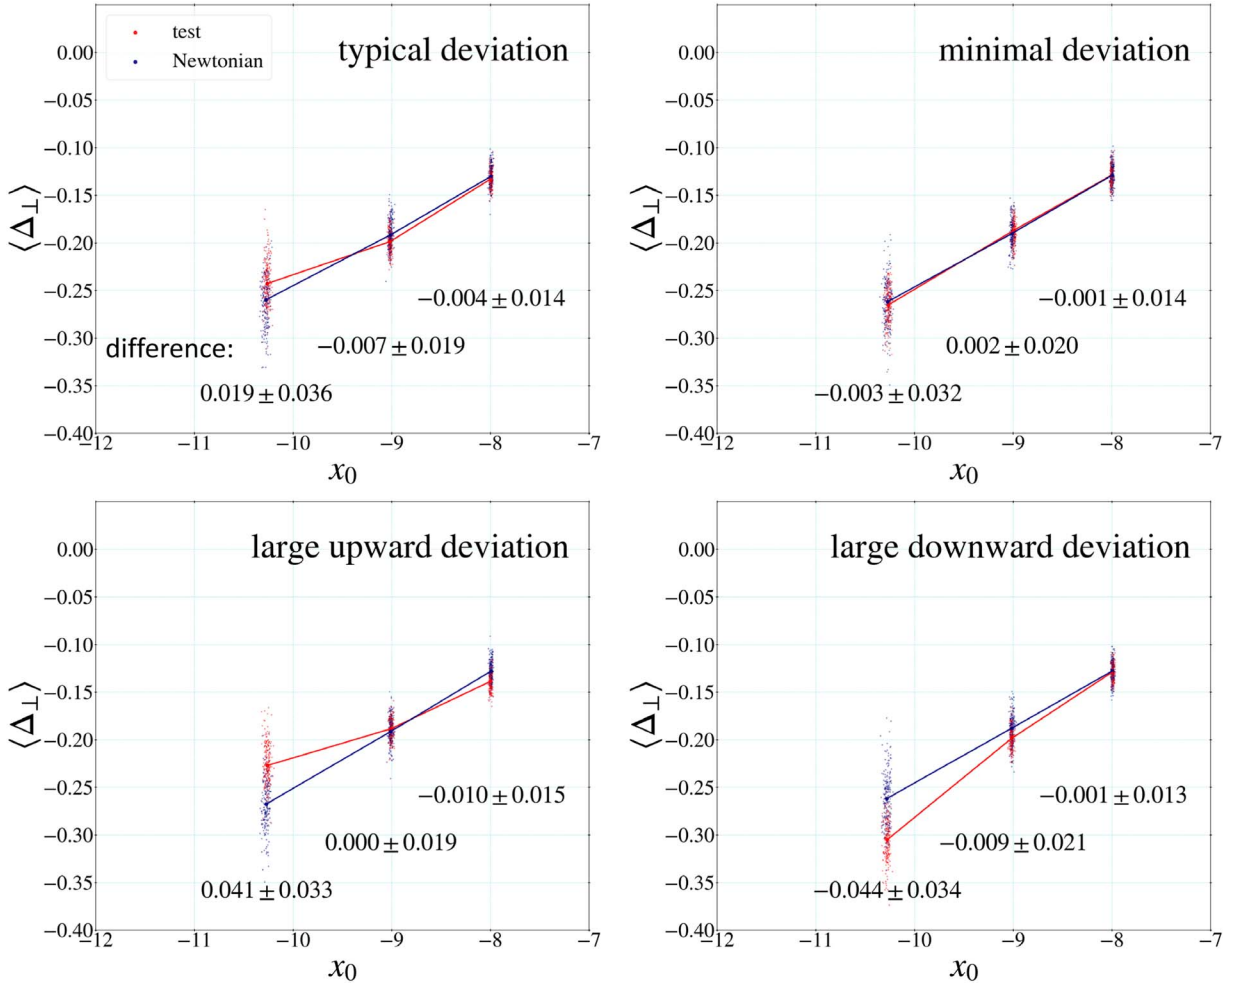 test
Newtonian
typical deviation
0.00
−0.05
−0.10
−0.15
−0.20
−0.25
−0.30
−0.35
−0.40
⟨Δ⊥⟩
−0.004 ± 0.014
−0.007 ± 0.019
difference:
0.019 ± 0.036
−12 −11 −10 −9 −8 −7
x₀
minimal deviation
0.00
−0.05
−0.10
−0.15
−0.20
−0.25
−0.30
−0.35
−0.40
⟨Δ⊥⟩
−0.001 ± 0.014
0.002 ± 0.020
−0.003 ± 0.032
−12 −11 −10 −9 −8 −7
x₀
large upward deviation
0.00
−0.05
−0.10
−0.15
−0.20
−0.25
−0.30
−0.35
−0.40
⟨Δ⊥⟩
−0.010 ± 0.015
0.000 ± 0.019
0.041 ± 0.033
−12 −11 −10 −9 −8 −7
x₀
large downward deviation
0.00
−0.05
−0.10
−0.15
−0.20
−0.25
−0.30
−0.35
−0.40
⟨Δ⊥⟩
−0.001 ± 0.013
−0.009 ± 0.021
−0.044 ± 0.034
−12 −11 −10 −9 −8 −7
x₀